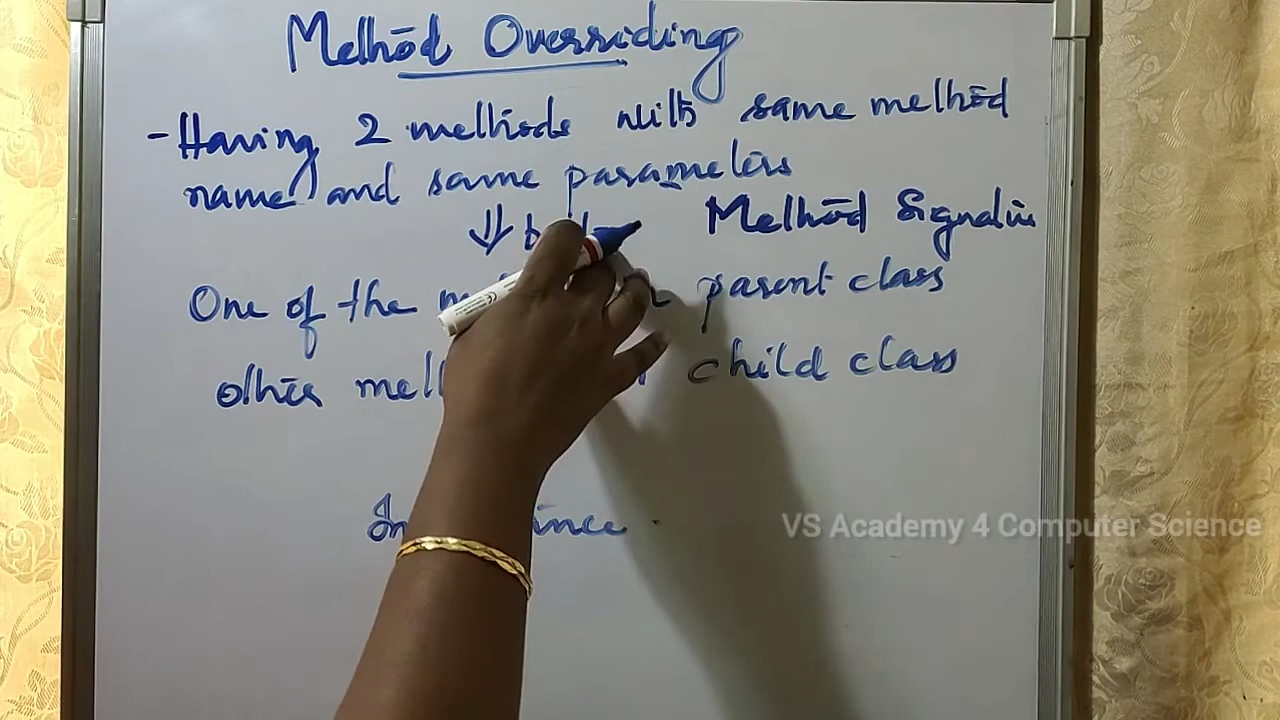 Method Overriding
- Having 2 methods with same method
name and same parameters
Method Signatur
One of the parent class
other child class
VS Academy 4 Computer Science